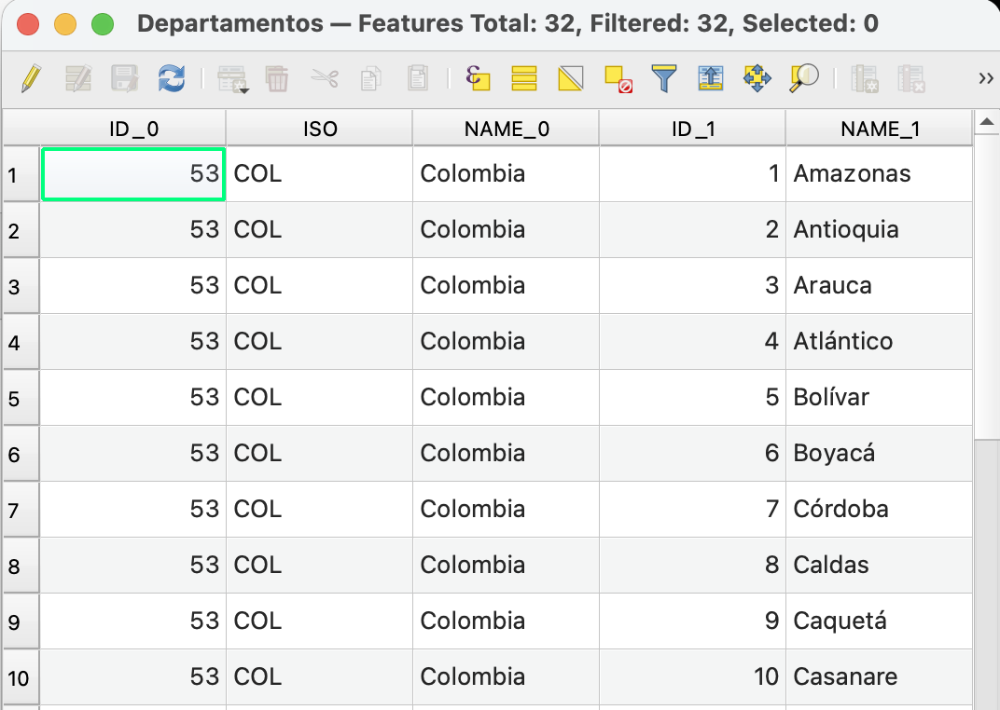 Departamentos — Features Total: 32, Filtered: 32, Selected: 0
ID_0 ISO NAME_0 ID_1 NAME_1
1 53 COL Colombia 1 Amazonas
2 53 COL Colombia 2 Antioquia
3 53 COL Colombia 3 Arauca
4 53 COL Colombia 4 Atlántico
5 53 COL Colombia 5 Bolívar
6 53 COL Colombia 6 Boyacá
7 53 COL Colombia 7 Córdoba
8 53 COL Colombia 8 Caldas
9 53 COL Colombia 9 Caquetá
10 53 COL Colombia 10 Casanare